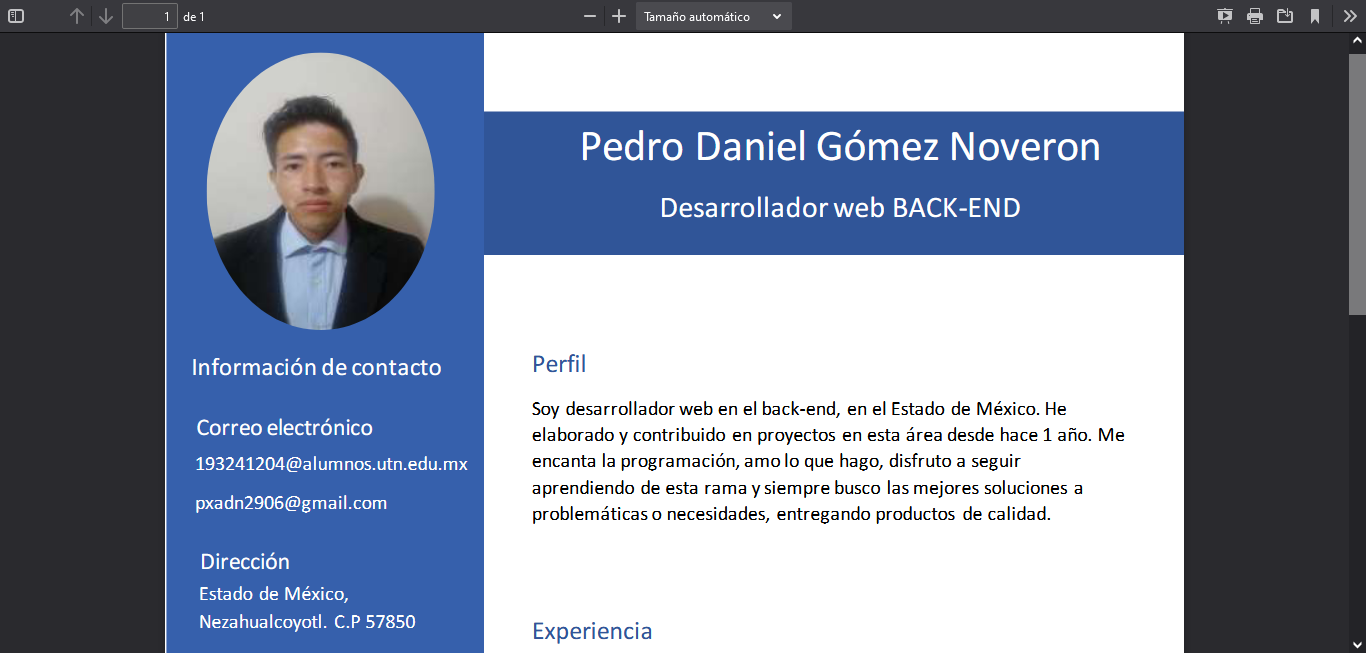 1 de 1
Tamaño automático
Pedro Daniel Gómez Noveron
Desarrollador web BACK-END
Información de contacto
Correo electrónico
193241204@alumnos.utn.edu.mx
pxadn2906@gmail.com
Dirección
Estado de México,
Nezahualcoyotl. C.P 57850
Perfil
Soy desarrollador web en el back-end, en el Estado de México. He
elaborado y contribuido en proyectos en esta área desde hace 1 año. Me
encanta la programación, amo lo que hago, disfruto a seguir
aprendiendo de esta rama y siempre busco las mejores soluciones a
problemáticas o necesidades, entregando productos de calidad.
Experiencia